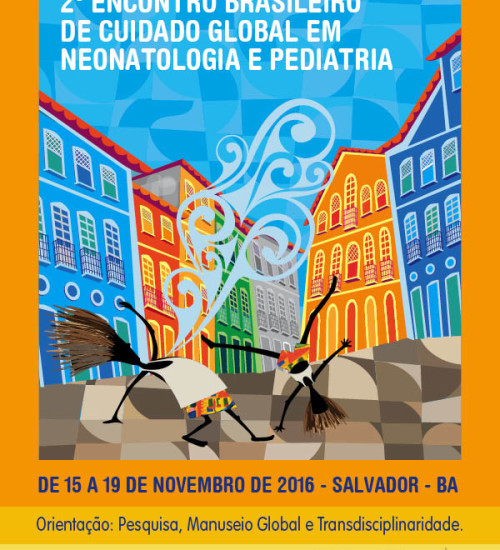 2º ENCONTRO BRASILEIRO
DE CUIDADO GLOBAL EM
NEONATOLOGIA E PEDIATRIA
DE 15 A 19 DE NOVEMBRO DE 2016 - SALVADOR - BA
Orientação: Pesquisa, Manuseio Global e Transdisciplinaridade.